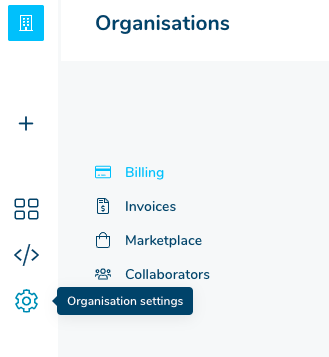 Organisations
Billing
Invoices
Marketplace
Collaborators
Organisation settings